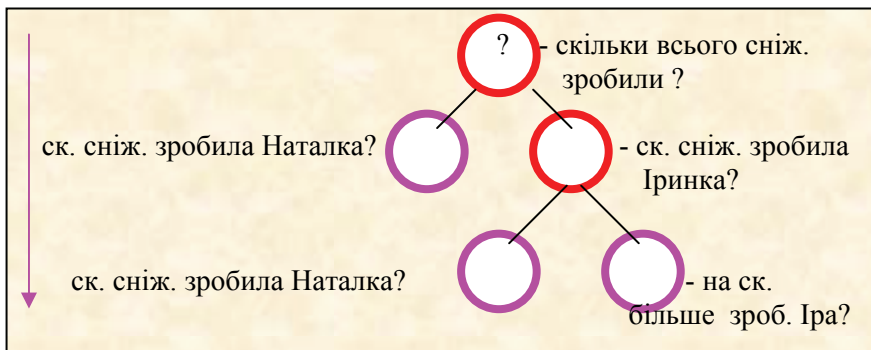 ? - скільки всього сніж.
зробили ?
ск. сніж. зробила Наталка?
- ск. сніж. зробила
Іринка?
ск. сніж. зробила Наталка?
- на ск.
більше зроб. Іра?